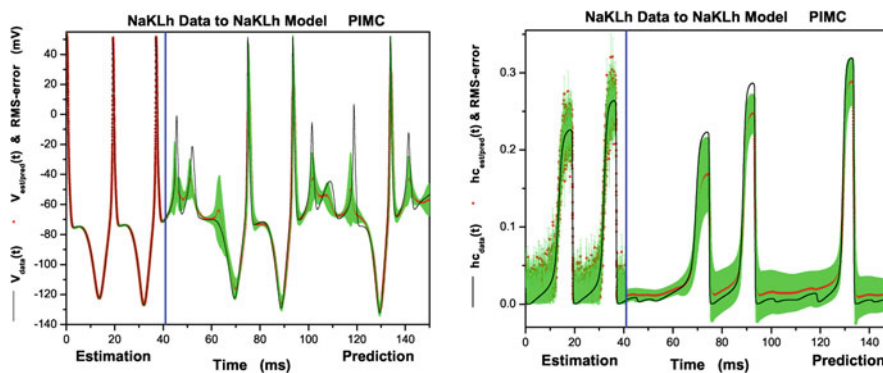 NaKLh Data to NaKLh Model PIMC
V_data(t) • V_est/pred(t) & RMS-error (mV)
40
20
0
-20
-40
-60
-80
-100
-120
-140
0 20 40 60 80 100 120 140
Estimation Time (ms) Prediction
NaKLh Data to NaKLh Model PIMC
hc_data(t) • hc_est/pred(t) & RMS-error
0.3
0.2
0.1
0.0
0 20 40 60 80 100 120 140
Estimation Time (ms) Prediction